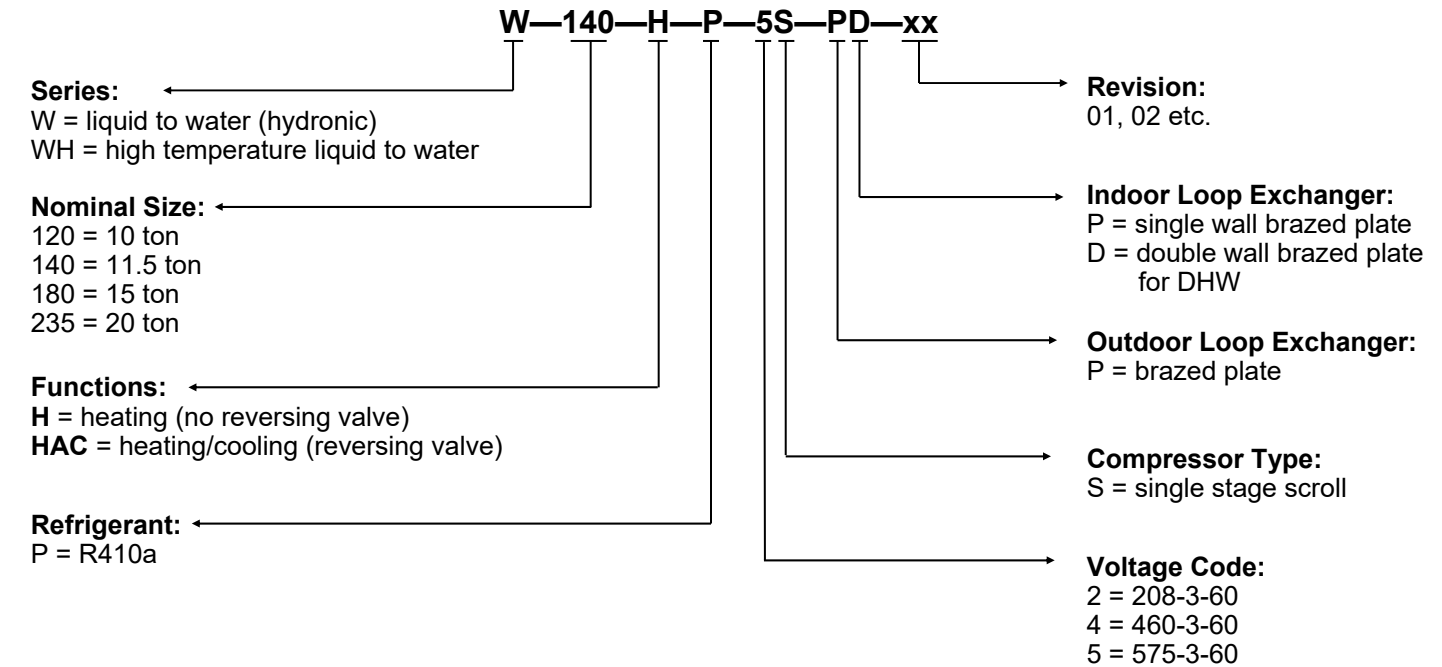 W—140—H—P—5S—PD—xx
Series:
W = liquid to water (hydronic)
WH = high temperature liquid to water
Nominal Size:
120 = 10 ton
140 = 11.5 ton
180 = 15 ton
235 = 20 ton
Functions:
H = heating (no reversing valve)
HAC = heating/cooling (reversing valve)
Refrigerant:
P = R410a
Revision:
01, 02 etc.
Indoor Loop Exchanger:
P = single wall brazed plate
D = double wall brazed plate
for DHW
Outdoor Loop Exchanger:
P = brazed plate
Compressor Type:
S = single stage scroll
Voltage Code:
2 = 208-3-60
4 = 460-3-60
5 = 575-3-60